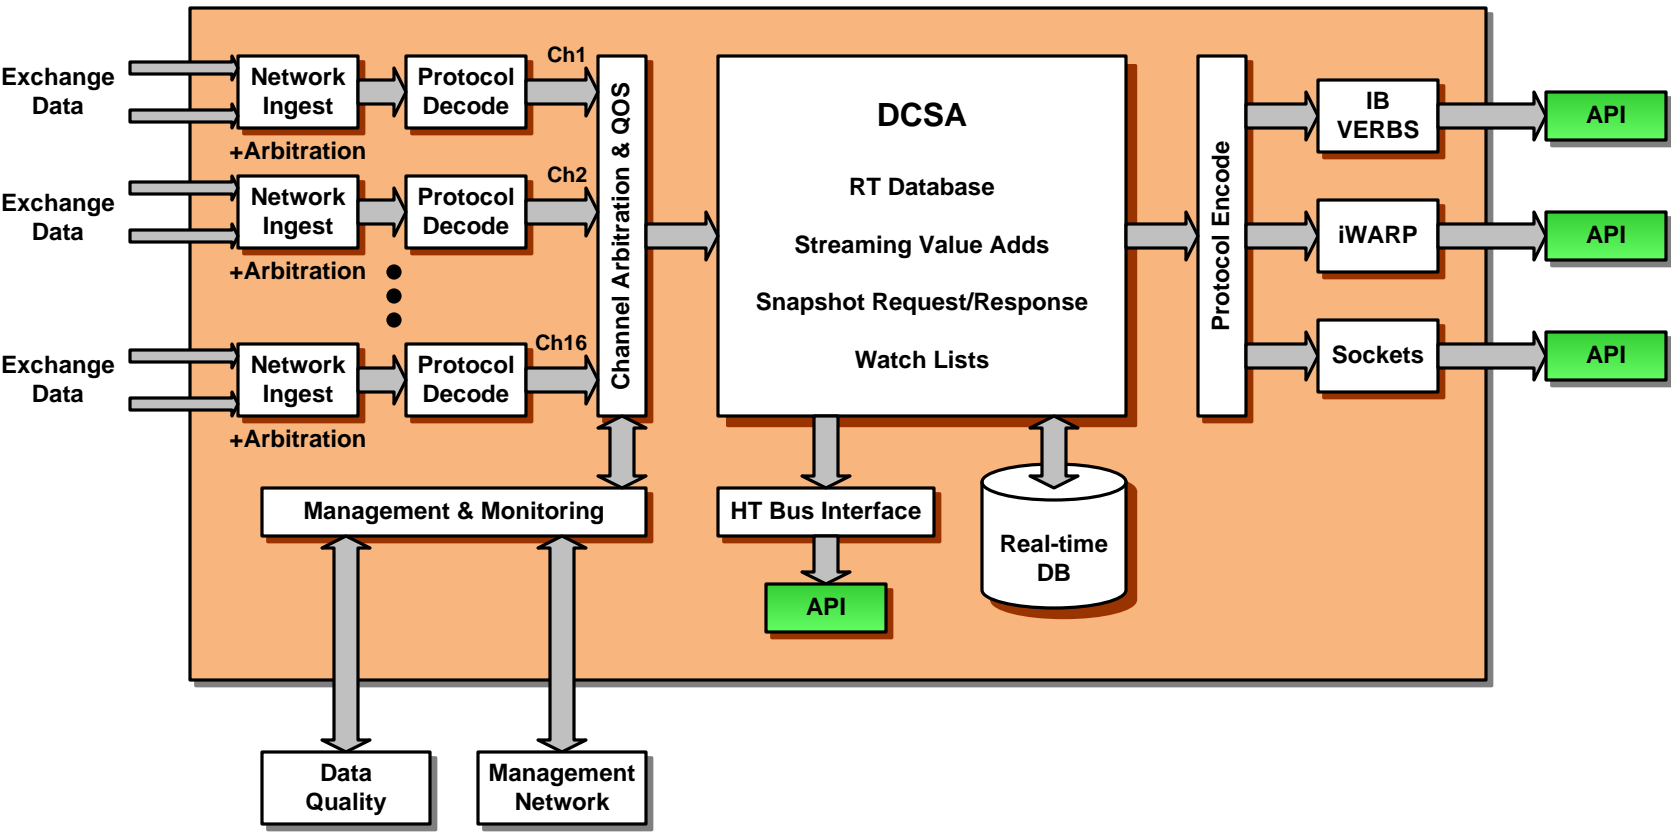 Exchange
Data
Network
Ingest
+Arbitration
Protocol
Decode
Ch1
Exchange
Data
Network
Ingest
+Arbitration
Protocol
Decode
Ch2
Exchange
Data
Network
Ingest
+Arbitration
Protocol
Decode
Ch16
Channel Arbitration & QOS
DCSA
RT Database
Streaming Value Adds
Snapshot Request/Response
Watch Lists
Protocol Encode
IB
VERBS
API
iWARP
API
Sockets
API
Management & Monitoring
HT Bus Interface
API
Real-time
DB
Data
Quality
Management
Network